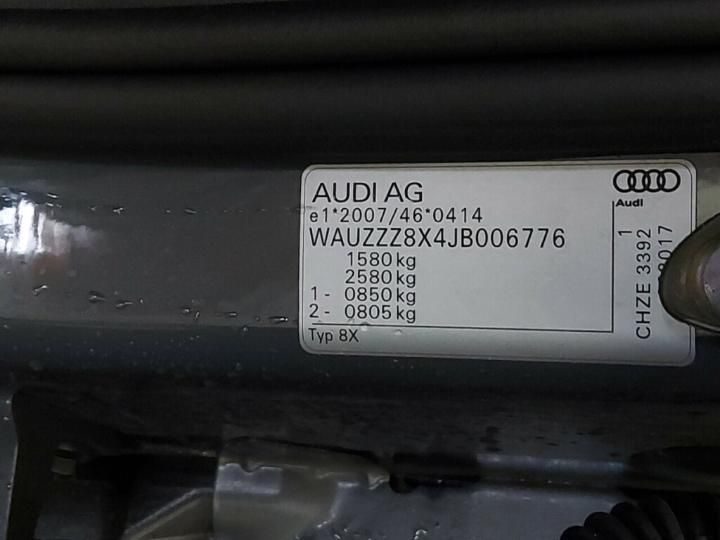 AUDI AG
Audi
e1*2007/46*0414
WAUZZZ8X4JB006776
1580 kg
2580 kg
1 - 0850 kg
2 - 0805 kg
Typ 8X
CHZE 3392 1